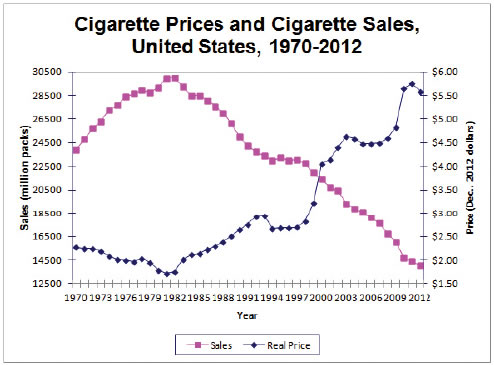 Cigarette Prices and Cigarette Sales,
United States, 1970-2012
30500
28500
26500
24500
22500
20500
18500
16500
14500
12500
Sales (million packs)
$6.00
$5.50
$5.00
$4.50
$4.00
$3.50
$3.00
$2.50
$2.00
$1.50
Price (Dec., 2012 dollars)
1970 1973 1976 1979 1982 1985 1988 1991 1994 1997 2000 2003 2006 2009 2012
Year
Sales Real Price